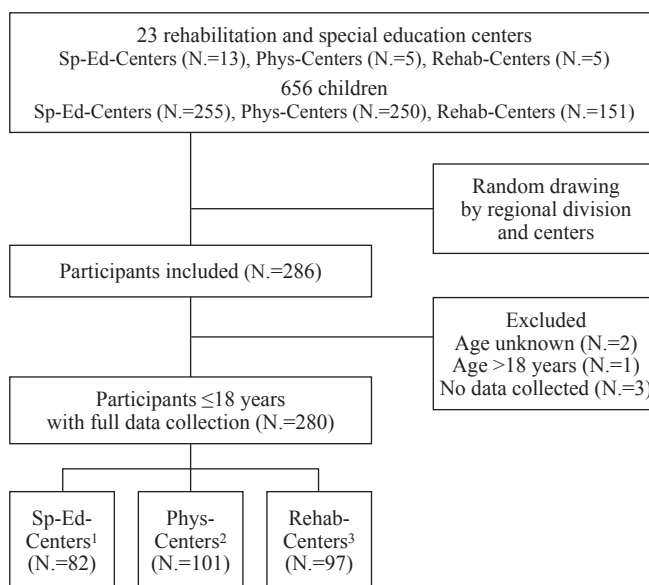 23 rehabilitation and special education centers
Sp-Ed-Centers (N.=13), Phys-Centers (N.=5), Rehab-Centers (N.=5)
656 children
Sp-Ed-Centers (N.=255), Phys-Centers (N.=250), Rehab-Centers (N.=151)
Random drawing
by regional division
and centers
Participants included (N.=286)
Excluded
Age unknown (N.=2)
Age >18 years (N.=1)
No data collected (N.=3)
Participants ≤18 years
with full data collection (N.=280)
Sp-Ed-
Centers¹
(N.=82)
Phys-
Centers²
(N.=101)
Rehab-
Centers³
(N.=97)